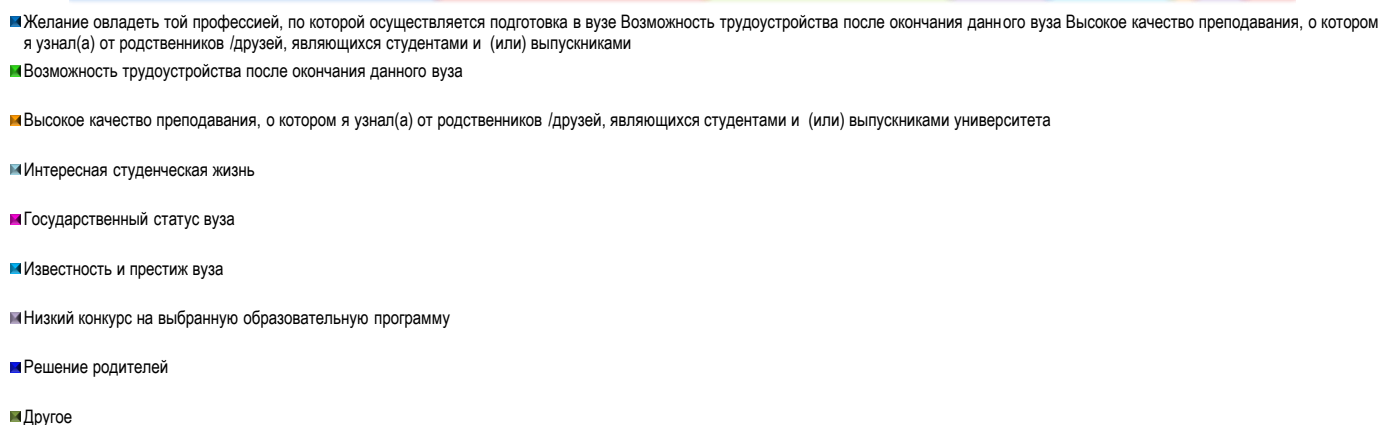 Желание овладеть той профессией, по которой осуществляется подготовка в вузе Возможность трудоустройства после окончания данного вуза Высокое качество преподавания, о котором
я узнал(а) от родственников /друзей, являющихся студентами и (или) выпускниками
Возможность трудоустройства после окончания данного вуза
Высокое качество преподавания, о котором я узнал(а) от родственников /друзей, являющихся студентами и (или) выпускниками университета
Интересная студенческая жизнь
Государственный статус вуза
Известность и престиж вуза
Низкий конкурс на выбранную образовательную программу
Решение родителей
Другое